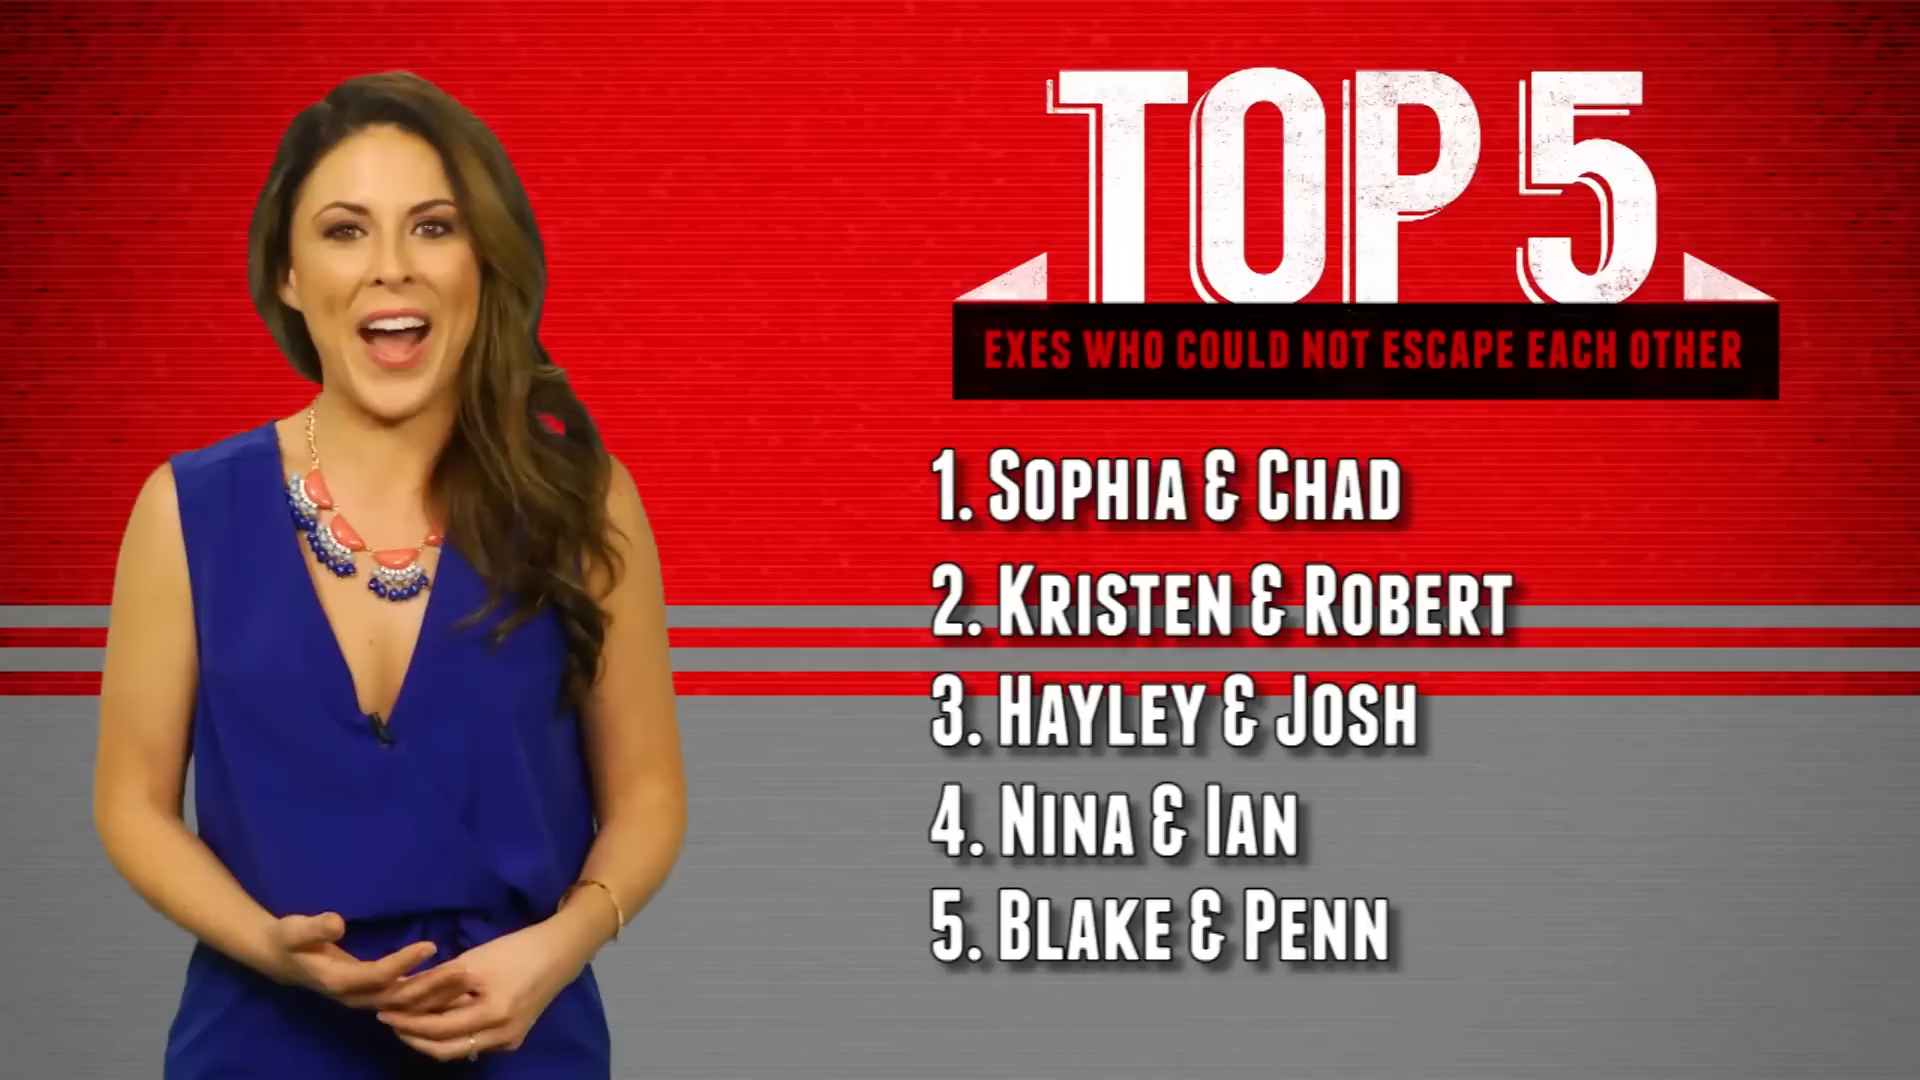 TOP 5
EXES WHO COULD NOT ESCAPE EACH OTHER
1. SOPHIA & CHAD
2. KRISTEN & ROBERT
3. HAYLEY & JOSH
4. NINA & IAN
5. BLAKE & PENN